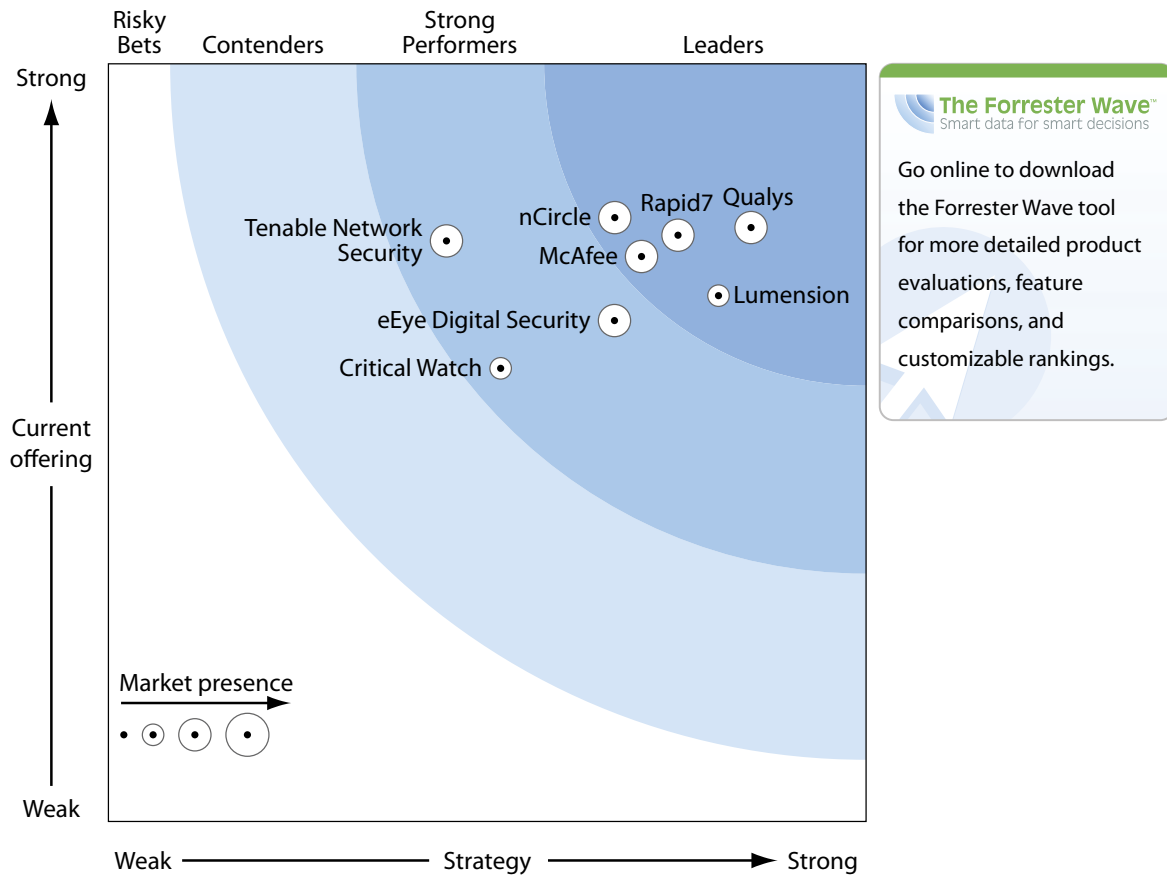 Risky
Bets
Contenders
Strong
Performers
Leaders
Strong
Current
offering
Weak
Tenable Network
Security
nCircle
McAfee
Rapid7
Qualys
Lumension
eEye Digital Security
Critical Watch
Market presence
Weak
Strategy
Strong
The Forrester Wave™
Smart data for smart decisions
Go online to download
the Forrester Wave tool
for more detailed product
evaluations, feature
comparisons, and
customizable rankings.